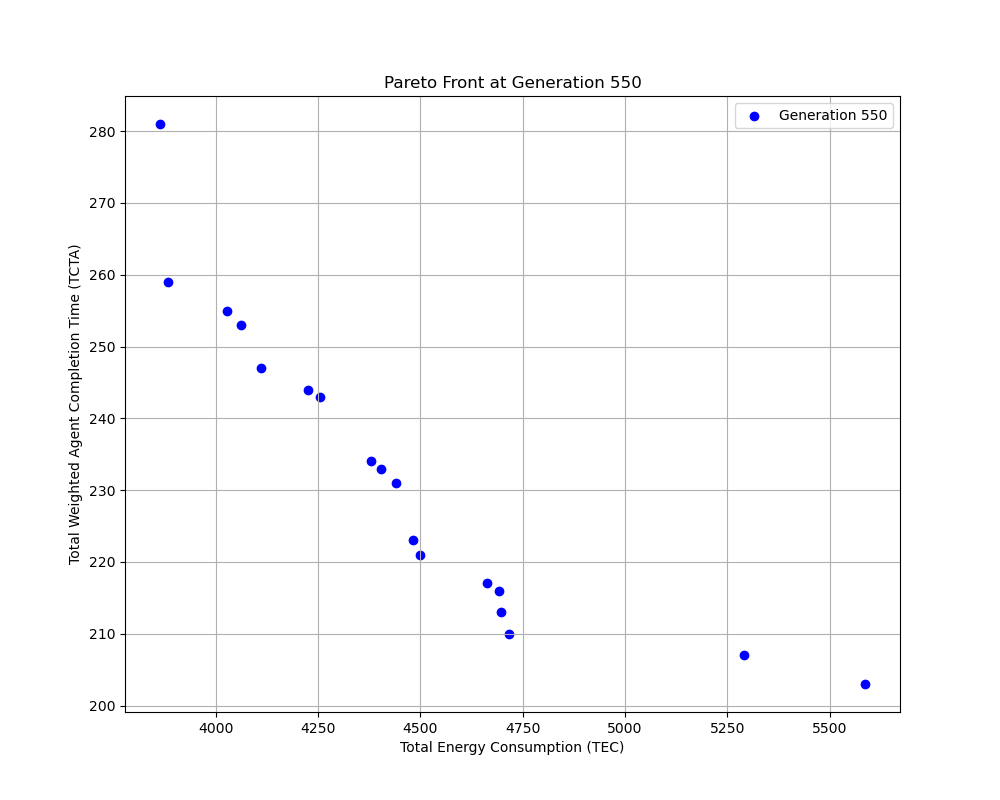 Pareto Front at Generation 550
Generation 550
280
270
260
250
240
230
220
210
200
Total Weighted Agent Completion Time (TCTA)
4000 4250 4500 4750 5000 5250 5500
Total Energy Consumption (TEC)